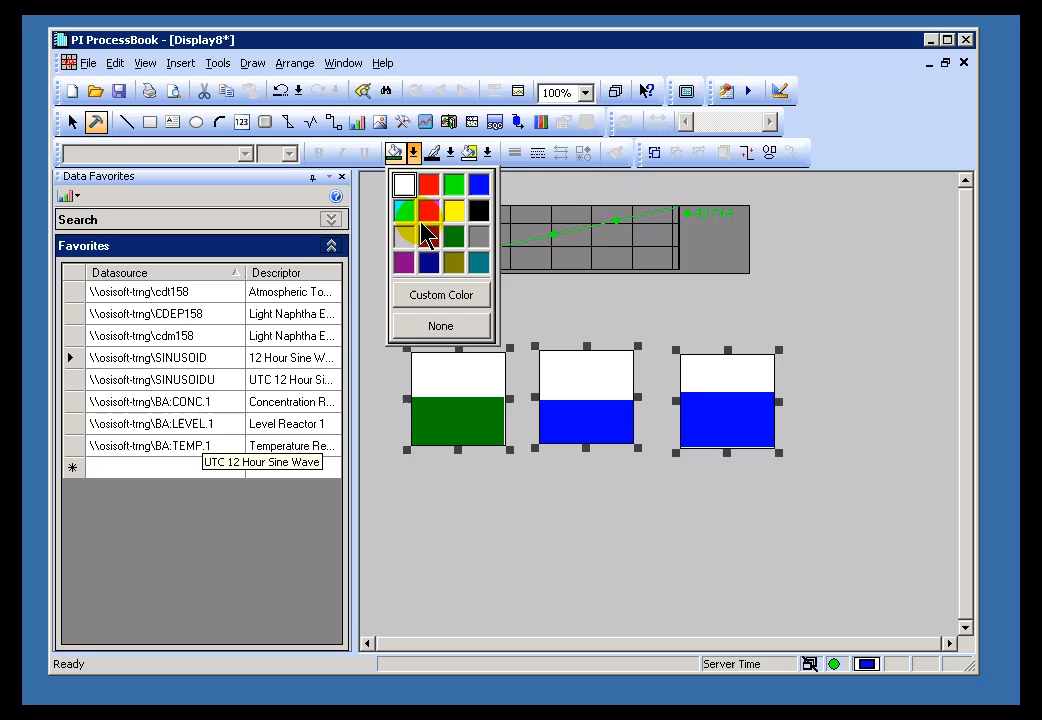 PI ProcessBook - [Display8*]
File Edit View Insert Tools Draw Arrange Window Help
100%
123
SQC
B I U
Data Favorites
Search
Favorites
Datasource Descriptor
\\osisoft-trng\cdt158 Atmospheric To...
\\osisoft-trng\CDEP158 Light Naphtha E...
\\osisoft-trng\cdm158 Light Naphtha E...
\\osisoft-trng\SINUSOID 12 Hour Sine W...
\\osisoft-trng\SINUSOIDU UTC 12 Hour Si...
\\osisoft-trng\BA:CONC.1 Concentration R...
\\osisoft-trng\BA:LEVEL.1 Level Reactor 1
\\osisoft-trng\BA:TEMP.1 Temperature Re...
UTC 12 Hour Sine Wave
Custom Color
None
Ready
Server Time